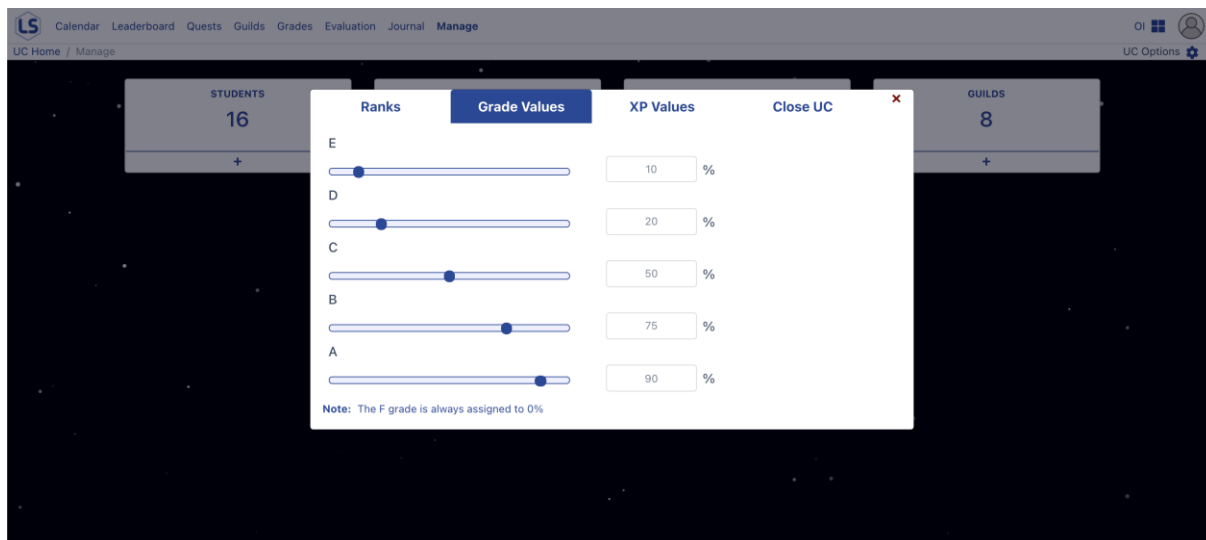 LS Calendar Leaderboard Quests Guilds Grades Evaluation Journal Manage OI
UC Home / Manage UC Options
STUDENTS
16
+
GUILDS
8
+
Ranks Grade Values XP Values Close UC ×
E
10 %
D
20 %
C
50 %
B
75 %
A
90 %
Note: The F grade is always assigned to 0%